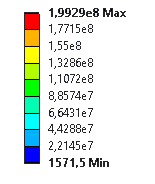 1,9929e8 Max
1,7715e8
1,55e8
1,3286e8
1,1072e8
8,8574e7
6,6431e7
4,4288e7
2,2145e7
1571,5 Min